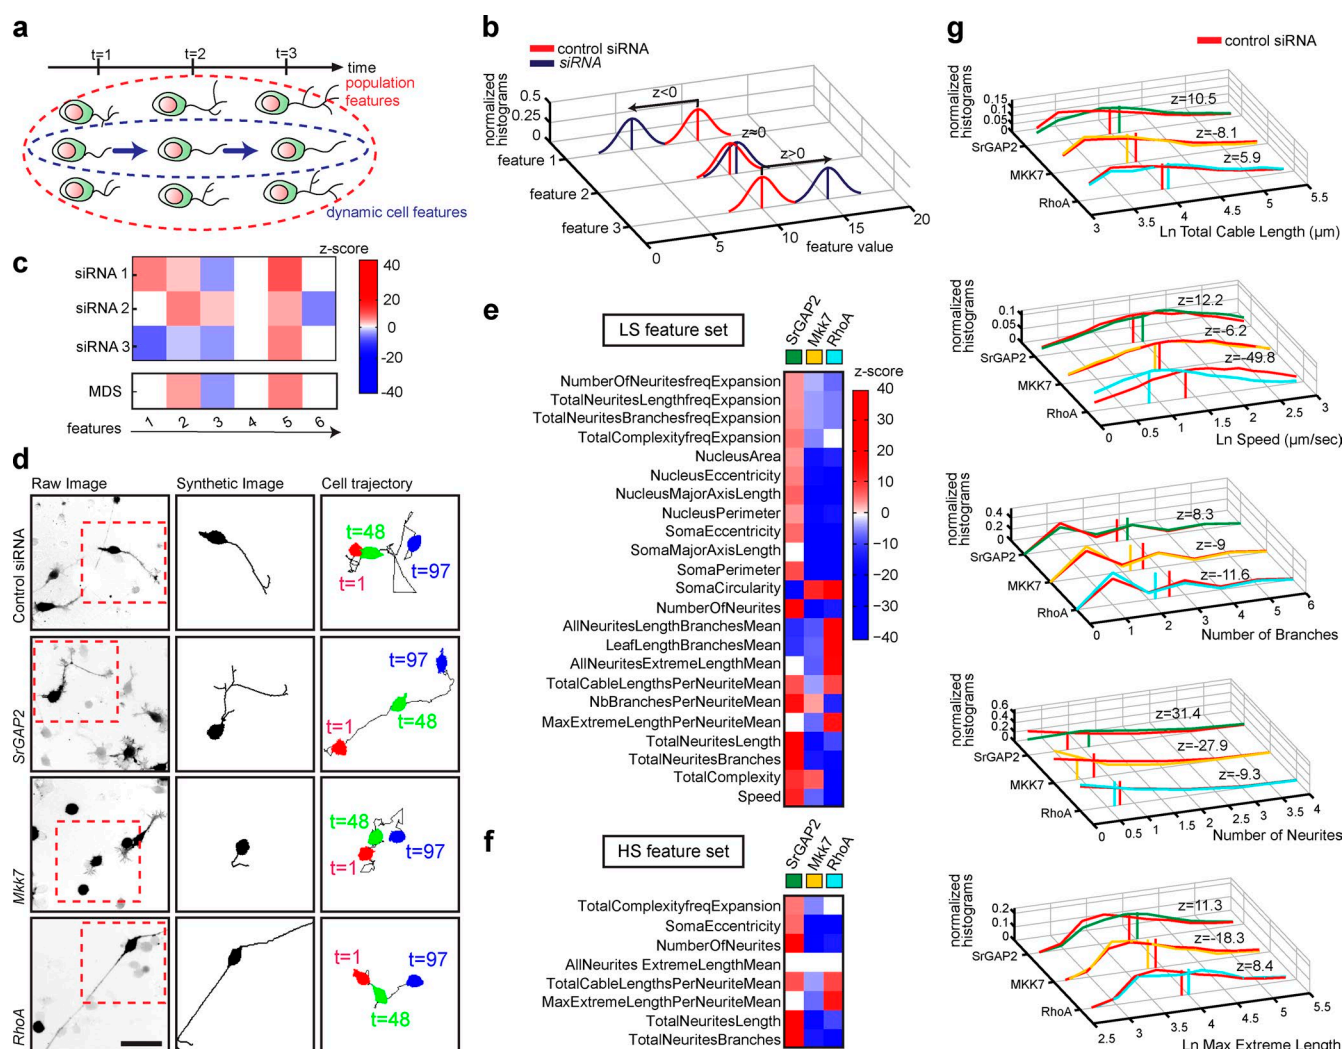 a
t=1
t=2
t=3
time
population
features
dynamic cell features
b
control siRNA
siRNA
normalized
histograms
0.5
0.25
0
z<0
z≈0
z>0
feature 1
feature 2
feature 3
0
5
10
15
20
feature value
c
z-score
siRNA 1
siRNA 2
siRNA 3
MDS
features
1
2
3
4
5
6
40
20
0
-20
-40
d
Raw Image
Synthetic Image
Cell trajectory
Control siRNA
t=48
t=1
t=97
SrGAP2
t=97
t=1
t=48
Mkk7
t=48
t=97
t=1
RhoA
t=1
t=97
t=48
e
LS feature set
SrGAP2
Mkk7
RhoA
z-score
40
30
20
10
0
-10
-20
-30
-40
NumberOfNeuritesfreqExpansion
TotalNeuritesLengthfreqExpansion
TotalNeuritesBranchesfreqExpansion
TotalComplexityfreqExpansion
NucleusArea
NucleusEccentricity
NucleusMajorAxisLength
NucleusPerimeter
SomaEccentricity
SomaMajorAxisLength
SomaPerimeter
SomaCircularity
NumberOfNeurites
AllNeuritesLengthBranchesMean
LeafLengthBranchesMean
AllNeuritesExtremeLengthMean
TotalCableLengthsPerNeuriteMean
NbBranchesPerNeuriteMean
MaxExtremeLengthPerNeuriteMean
TotalNeuritesLength
TotalNeuritesBranches
TotalComplexity
Speed
f
HS feature set
SrGAP2
Mkk7
RhoA
TotalComplexityfreqExpansion
SomaEccentricity
NumberOfNeurites
AllNeurites ExtremeLengthMean
TotalCableLengthsPerNeuriteMean
MaxExtremeLengthPerNeuriteMean
TotalNeuritesLength
TotalNeuritesBranches
g
control siRNA
normalized
histograms
0.15
0.1
0.05
0
z=10.5
z=-8.1
z=5.9
SrGAP2
MKK7
RhoA
3
3.5
4
4.5
5
5.5
Ln Total Cable Length (µm)
normalized
histograms
0.1
0.05
0
z=12.2
z=-6.2
z=-49.8
SrGAP2
MKK7
RhoA
0
0.5
1
1.5
2
2.5
3
Ln Speed (µm/sec)
normalized
histograms
0.4
0.2
0
z=8.3
z=-9
z=-11.6
SrGAP2
MKK7
RhoA
0
1
2
3
4
5
6
Number of Branches
normalized
histograms
0.6
0.4
0.2
0
z=31.4
z=-27.9
z=-9.3
SrGAP2
MKK7
RhoA
0
0.5
1
1.5
2
2.5
3
3.5
4
Number of Neurites
normalized
histograms
0.2
0.1
0
z=11.3
z=-18.3
z=8.4
SrGAP2
MKK7
RhoA
2.5
3
3.5
4
4.5
5
5.5
Ln Max Extreme Length